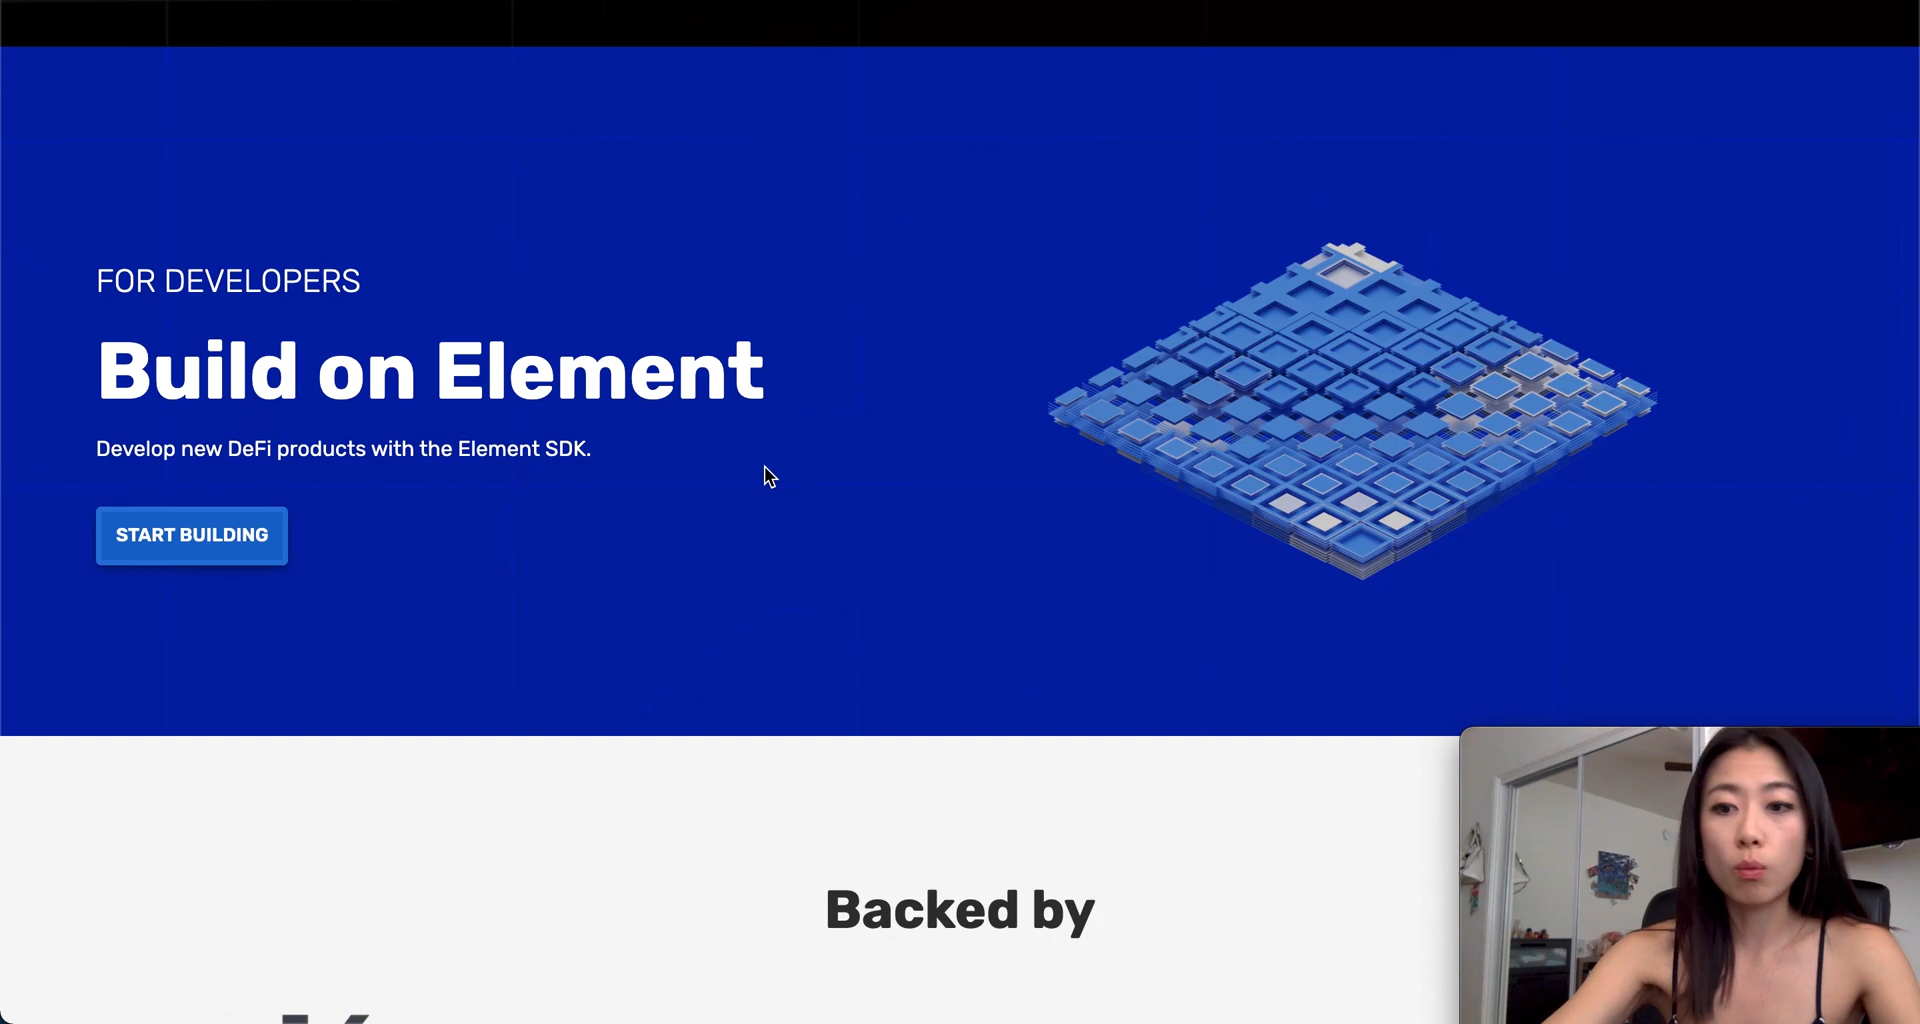 FOR DEVELOPERS
Build on Element
Develop new DeFi products with the Element SDK.
START BUILDING
Backed by